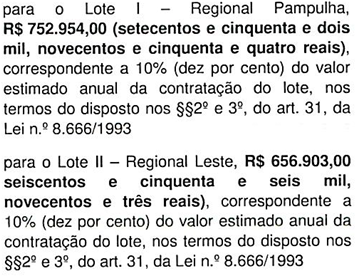 para o Lote I – Regional Pampulha,
R$ 752.954,00 (setecentos e cinquenta e dois
mil, novecentos e cinquenta e quatro reais),
correspondente a 10% (dez por cento) do valor
estimado anual da contratação do lote, nos
termos do disposto nos §§2º e 3º, do art. 31, da
Lei n.º 8.666/1993
para o Lote II – Regional Leste, R$ 656.903,00
seiscentos e cinquenta e seis mil,
novecentos e três reais), correspondente a
10% (dez por cento) do valor estimado anual da
contratação do lote, nos termos do disposto nos
§§2º e 3º, do art. 31, da Lei n.º 8.666/1993